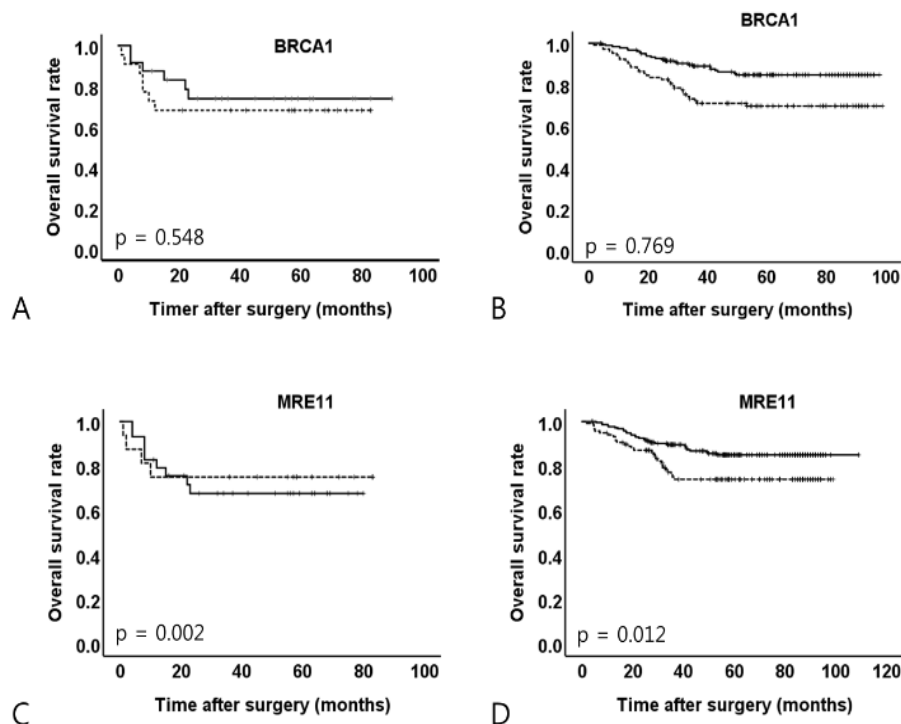 BRCA1
Overall survival rate
1.0
0.8
0.6
0.4
0.2
0.0
p = 0.548
0 20 40 60 80 100
Timer after surgery (months)
A
BRCA1
Overall survival rate
1.0
0.8
0.6
0.4
0.2
0.0
p = 0.769
0 20 40 60 80 100
Time after surgery (months)
B
MRE11
Overall survival rate
1.0
0.8
0.6
0.4
0.2
0.0
p = 0.002
0 20 40 60 80 100
Time after surgery (months)
C
MRE11
Overall survival rate
1.0
0.8
0.6
0.4
0.2
0.0
p = 0.012
0 20 40 60 80 100 120
Time after surgery (months)
D